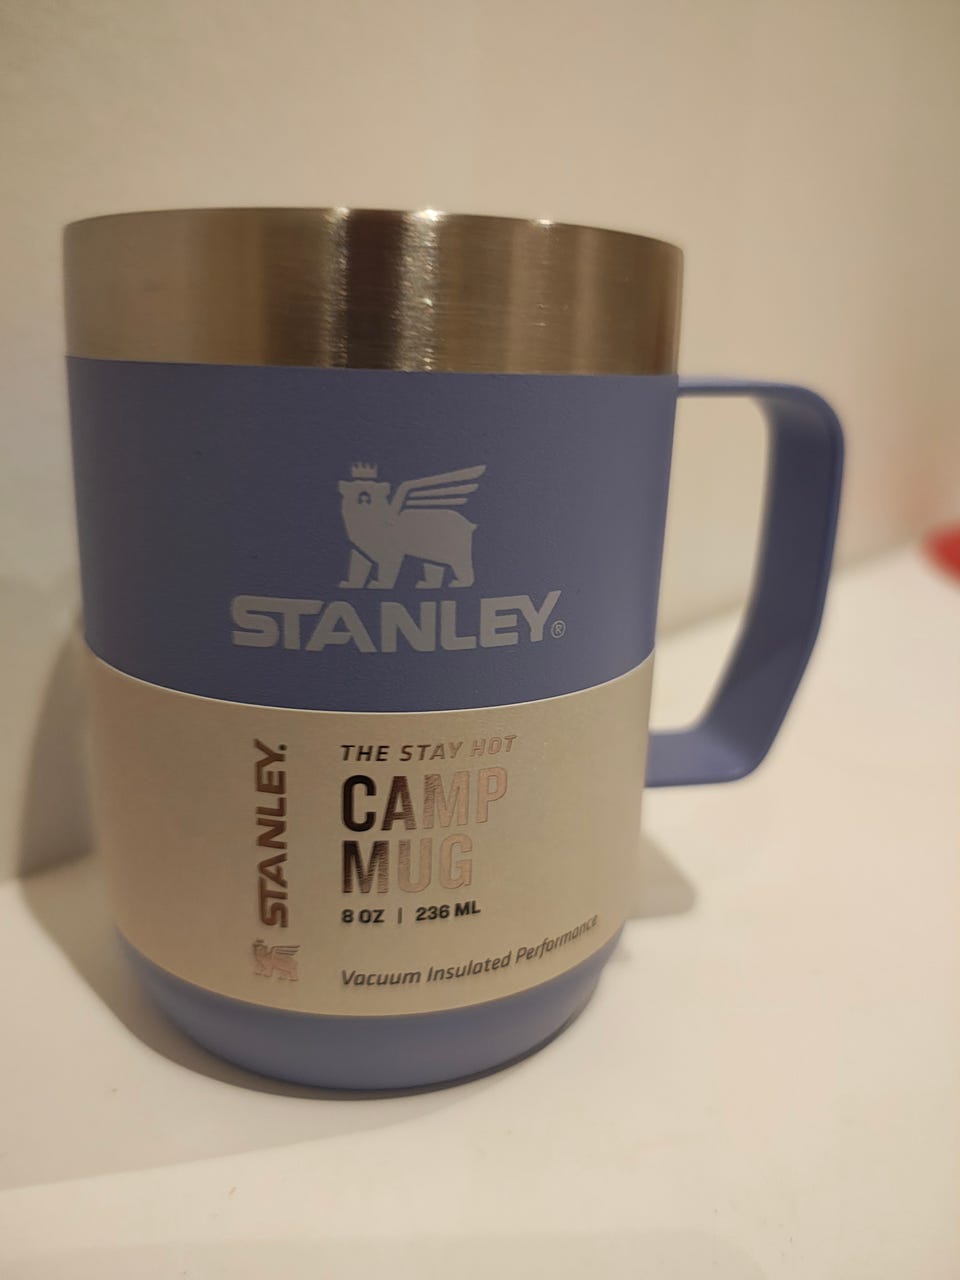 STANLEY®
STANLEY.
THE STAY HOT
CAMP
MUG
8 OZ | 236 ML
Vacuum Insulated Performance